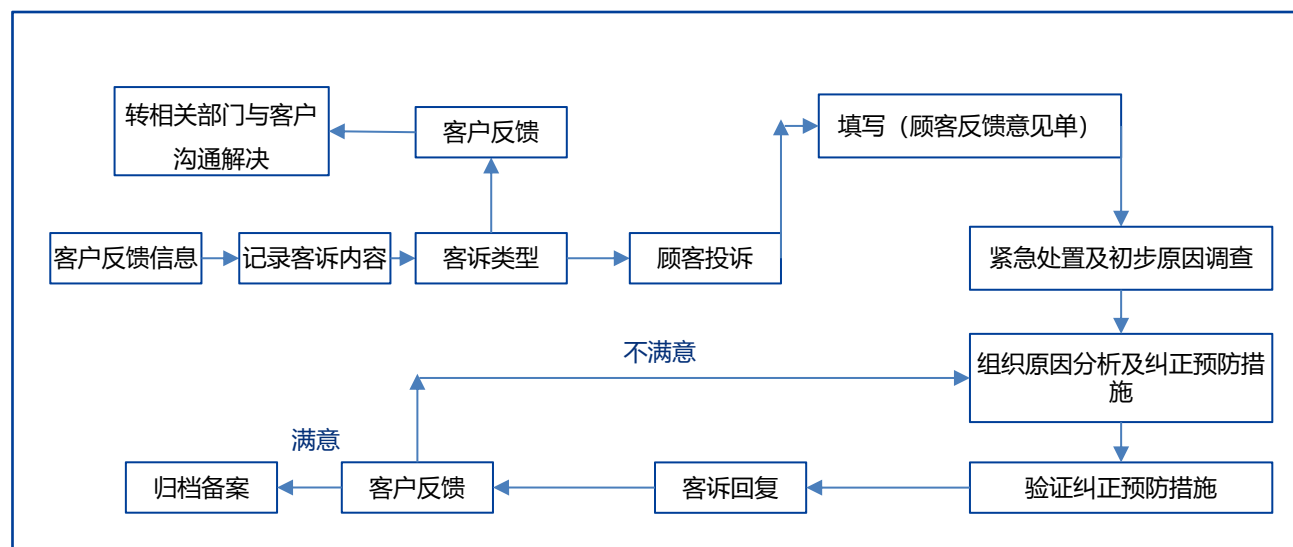 转相关部门与客户
沟通解决
客户反馈
填写（顾客反馈意见单）
客户反馈信息
记录客诉内容
客诉类型
顾客投诉
紧急处置及初步原因调查
不满意
组织原因分析及纠正预防措
施
满意
归档备案
客户反馈
客诉回复
验证纠正预防措施